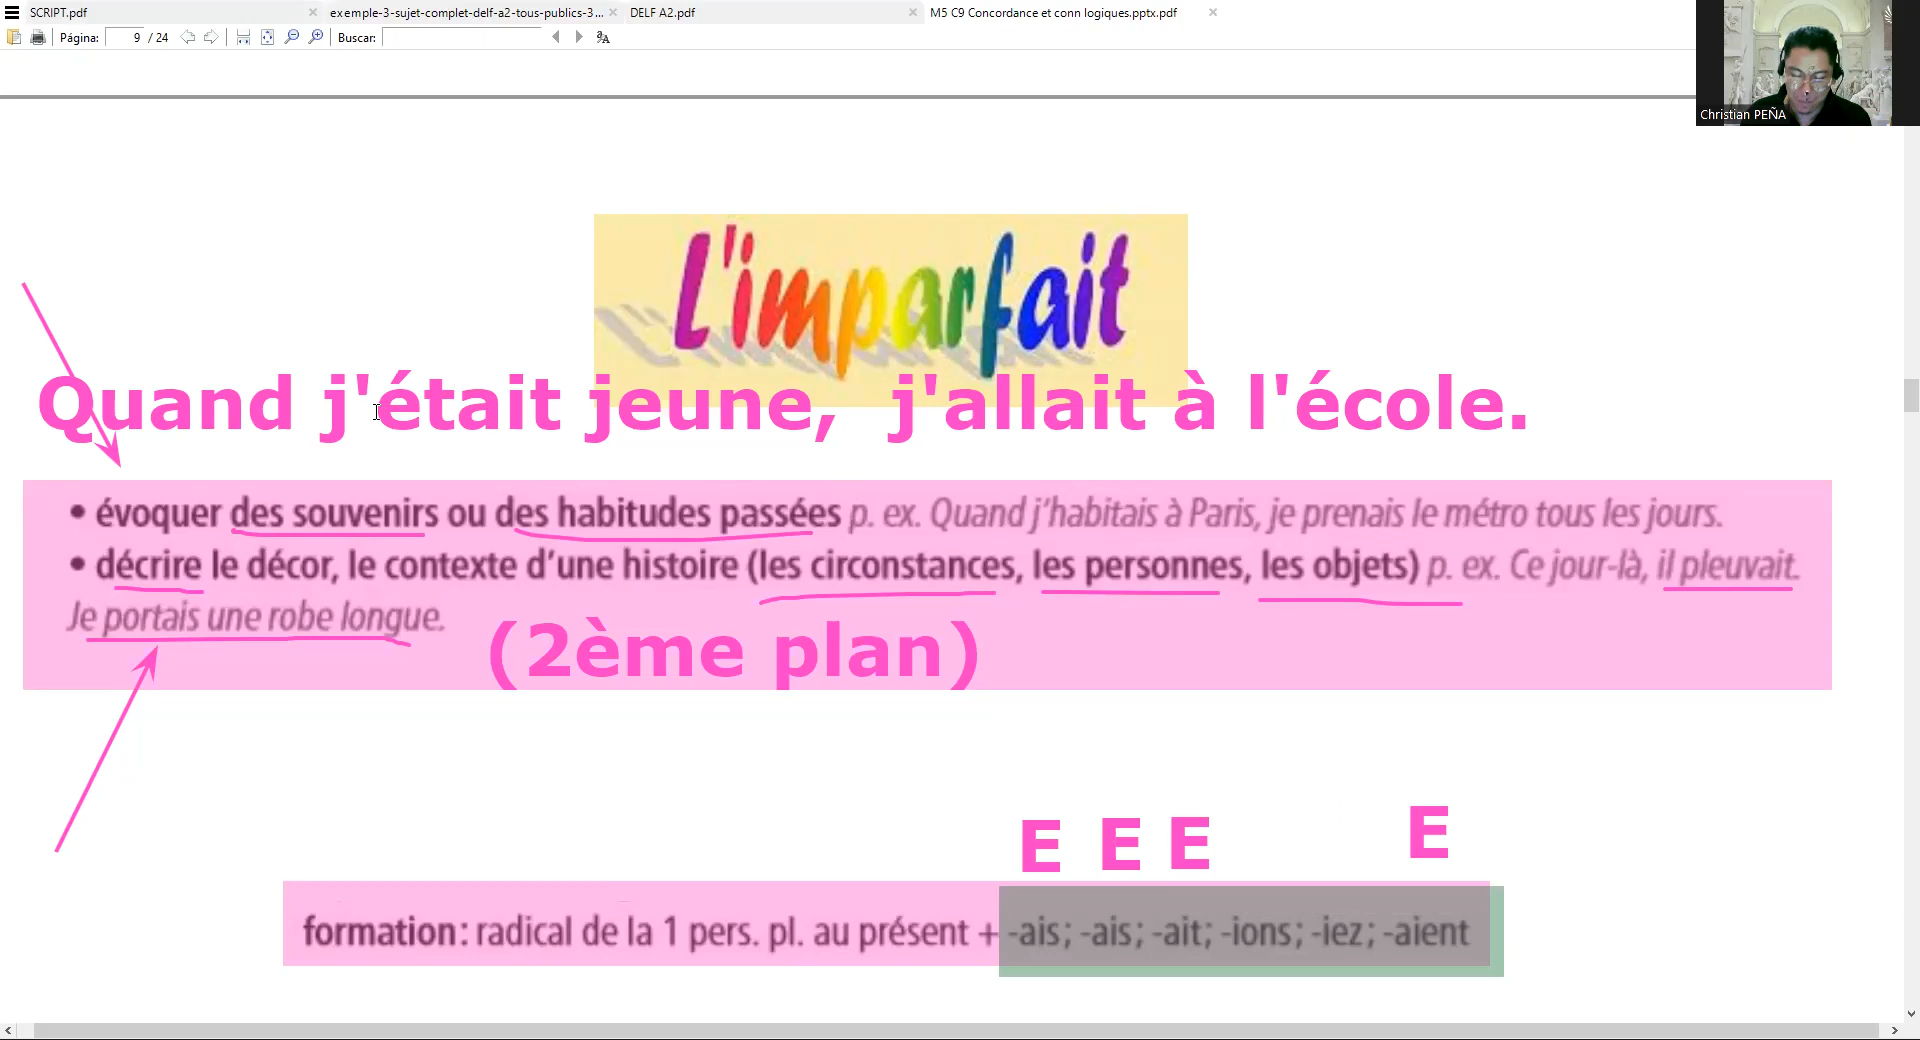 SCRIPT.pdf
exemple-3-sujet-complet-delf-a2-tous-publics-3...
DELF A2.pdf
M5 C9 Concordance et conn logiques.pptx.pdf
Página: 9 / 24
Buscar:
Christian PEÑA
L'imparfait
Quand j'était jeune, j'allait à l'école.
• évoquer des souvenirs ou des habitudes passées p. ex. Quand j'habitais à Paris, je prenais le métro tous les jours.
• décrire le décor, le contexte d'une histoire (les circonstances, les personnes, les objets) p. ex. Ce jour-là, il pleuvait.
Je portais une robe longue.
(2ème plan)
E E E E
formation: radical de la 1 pers. pl. au présent + -ais; -ais; -ait; -ions; -iez; -aient